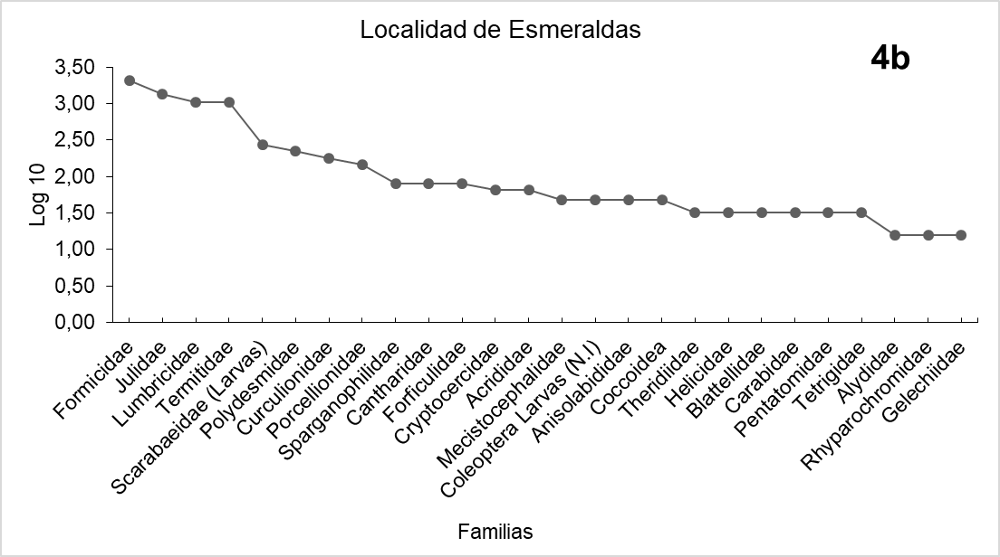 Localidad de Esmeraldas
4b
3,50
3,00
2,50
2,00
1,50
1,00
0,50
0,00
Log 10
Formicidae
Julidae
Lumbricidae
Termitidae
Scarabaeidae (Larvas)
Polydesmidae
Curculionidae
Porcellionidae
Sparganophilidae
Cantharidae
Forficulidae
Cryptocercidae
Acrididae
Mecistocephalidae
Coleoptera Larvas (N.I)
Anisolabididae
Coccoidea
Theridiidae
Helicidae
Blattellidae
Carabidae
Pentatomidae
Tetrigidae
Alydidae
Rhyparochromidae
Gelechiidae
Familias